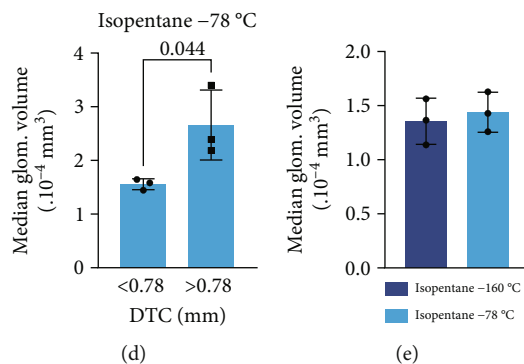 Isopentane −78 °C
0.044
Median glom. volume
(.10⁻⁴ mm³)
4
3
2
1
0
<0.78 >0.78
DTC (mm)
(d)
Median glom. volume
(.10⁻⁴ mm³)
2.0
1.5
1.0
0.5
0.0
Isopentane −160 °C
Isopentane −78 °C
(e)